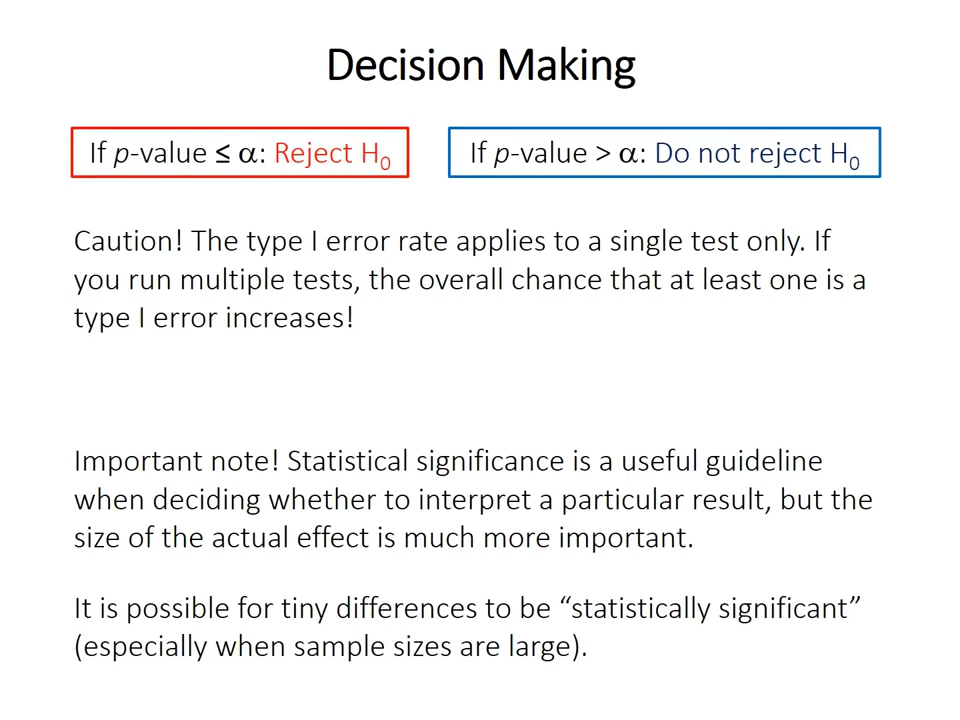 Decision Making
If p-value ≤ α: Reject H₀
If p-value > α: Do not reject H₀
Caution! The type I error rate applies to a single test only. If
you run multiple tests, the overall chance that at least one is a
type I error increases!
Important note! Statistical significance is a useful guideline
when deciding whether to interpret a particular result, but the
size of the actual effect is much more important.
It is possible for tiny differences to be “statistically significant”
(especially when sample sizes are large).